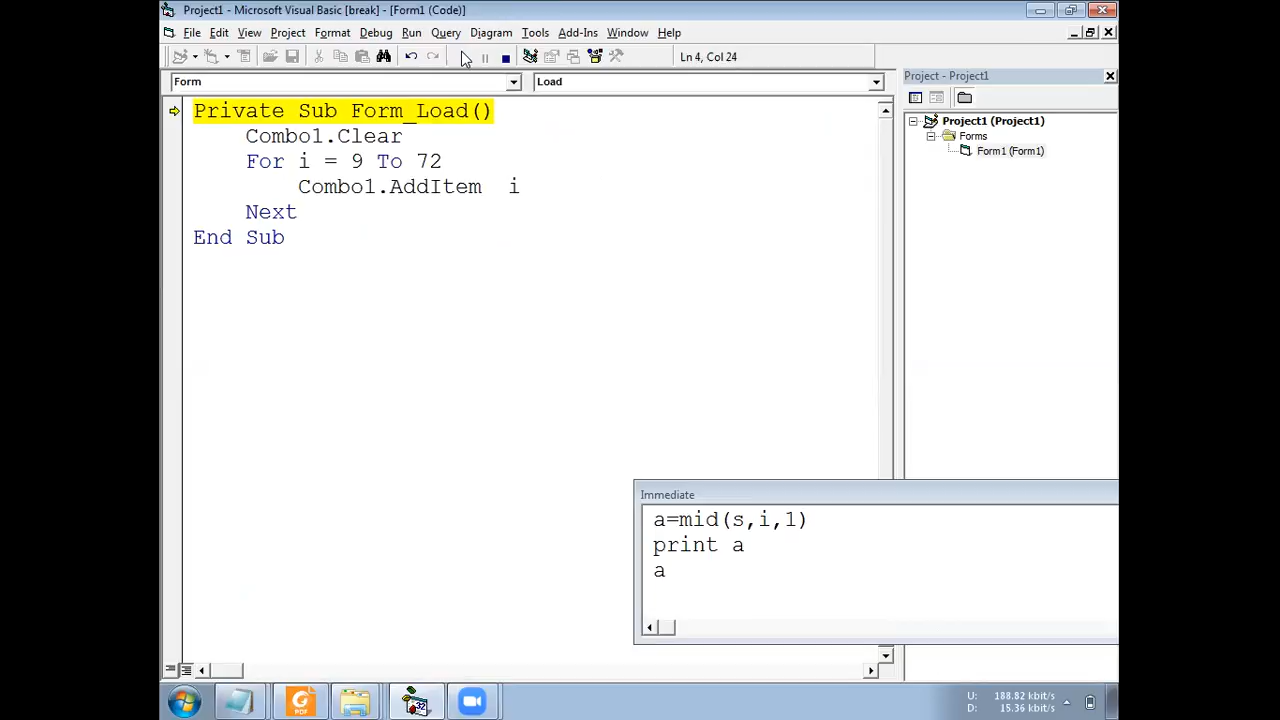 Project1 - Microsoft Visual Basic [break] - [Form1 (Code)]
File Edit View Project Format Debug Run Query Diagram Tools Add-Ins Window Help
Ln 4, Col 24
Form
Load
Project - Project1
Private Sub Form_Load()
Combo1.Clear
For i = 9 To 72
Combo1.AddItem i
Next
End Sub
Project1 (Project1)
Forms
Form1 (Form1)
Immediate
a=mid(s,i,1)
print a
a
PDF
32
U: 188.82 kbit/s
D: 15.36 kbit/s